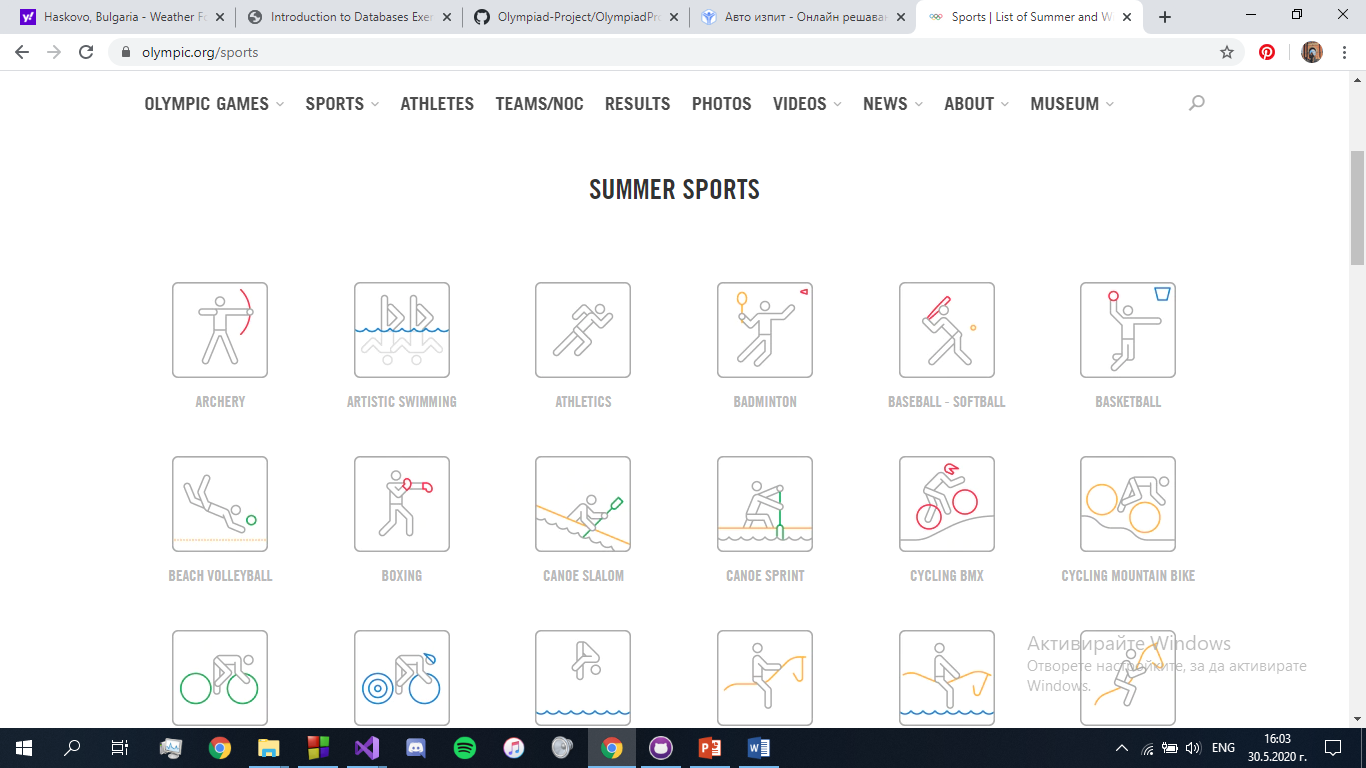 Haskovo, Bulgaria - Weather Fo
Introduction to Databases Exer
Olympiad-Project/OlympiadPro
Авто изпит - Онлайн решаван
Sports | List of Summer and W
olympic.org/sports
OLYMPIC GAMES SPORTS ATHLETES TEAMS/NOC RESULTS PHOTOS VIDEOS NEWS ABOUT MUSEUM
SUMMER SPORTS
ARCHERY ARTISTIC SWIMMING ATHLETICS BADMINTON BASEBALL - SOFTBALL BASKETBALL
BEACH VOLLEYBALL BOXING CANOE SLALOM CANOE SPRINT CYCLING BMX CYCLING MOUNTAIN BIKE
Активирайте Windows
Отворете настройките, за да активирате
Windows.
ENG 16:03
30.5.2020 г.